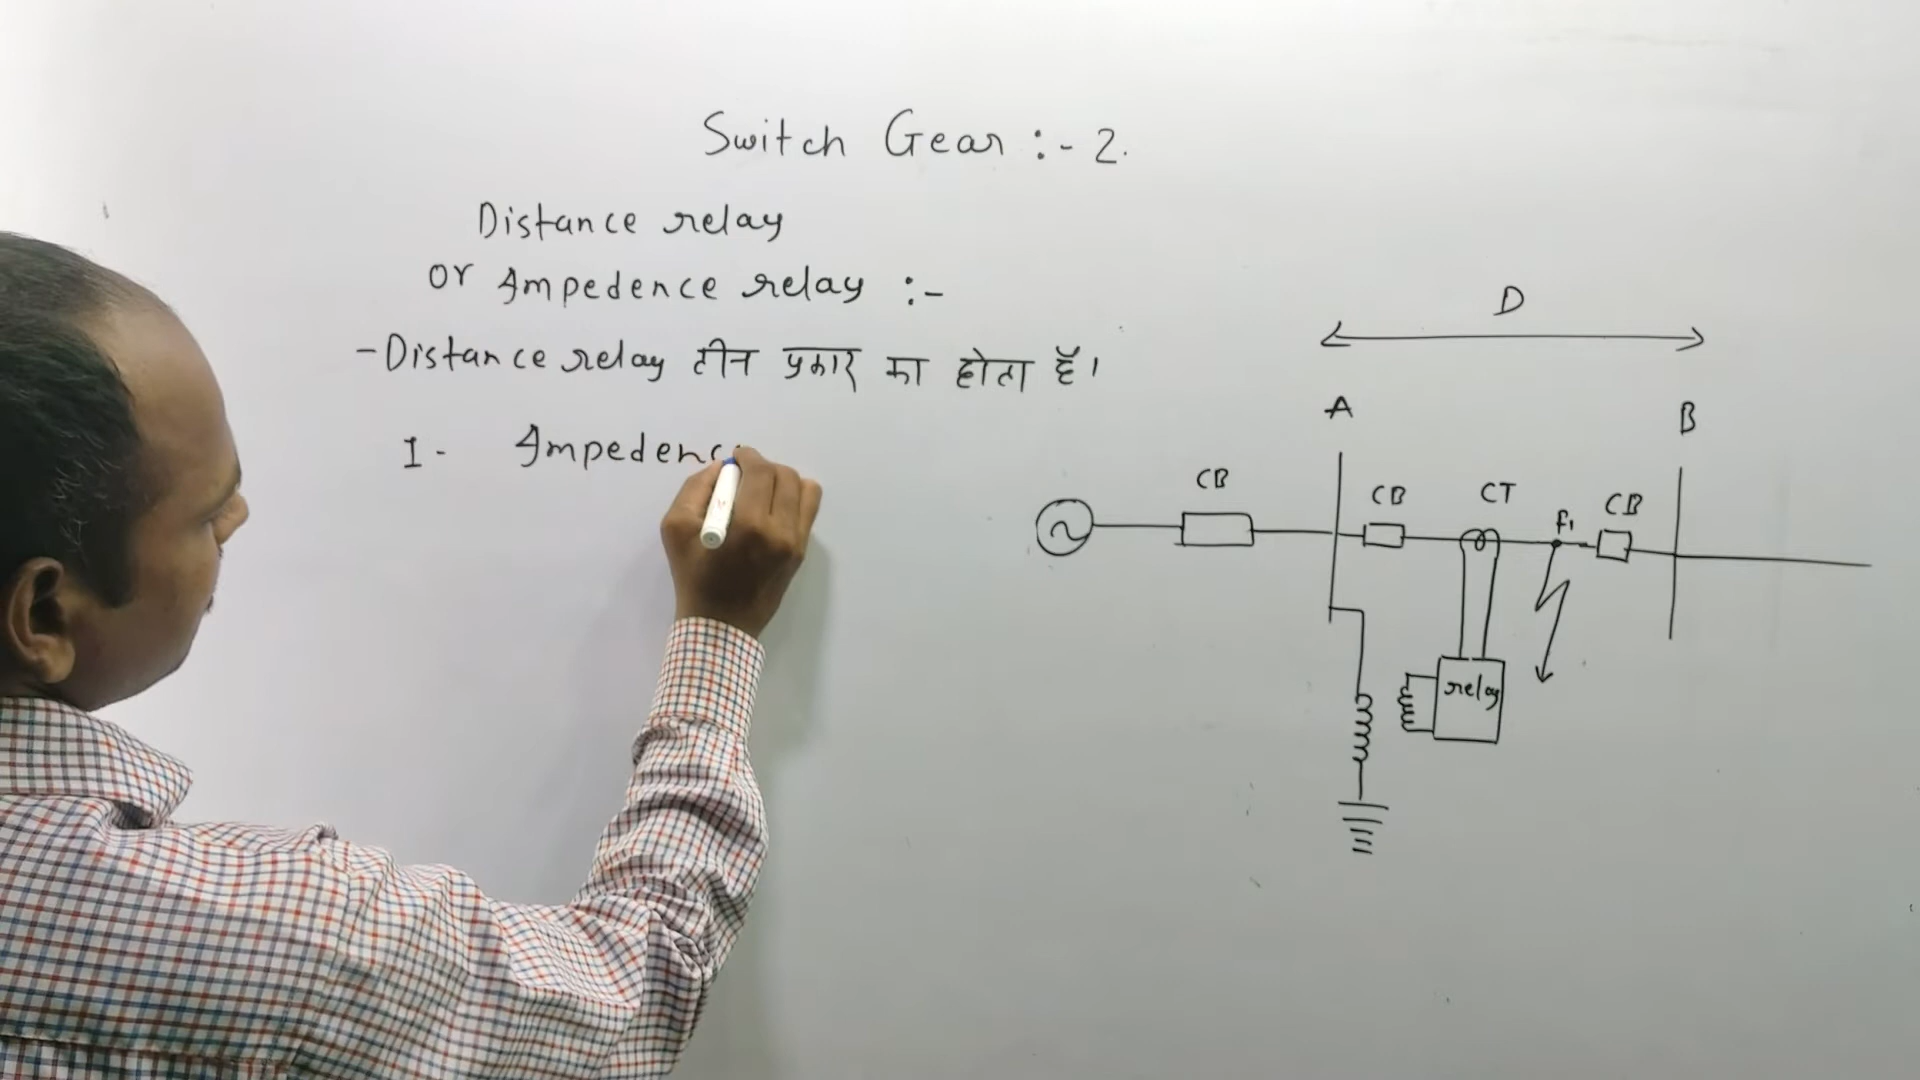 Switch Gear :- 2.
Distance relay
or Impedence relay :-
- Distance relay तीन प्रकार का होता है।
1- Impedenc
D
A
B
CB
CB
CT
F1
CB
relay